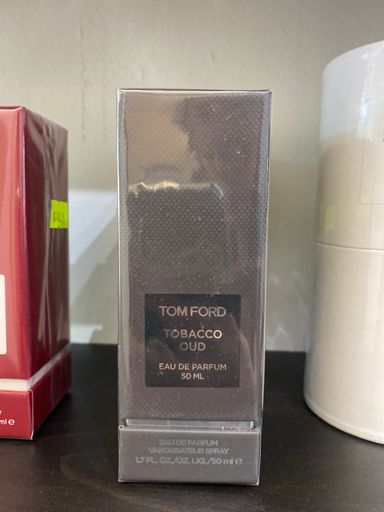 TOM FORD
TOBACCO
OUD
EAU DE PARFUM
50 ML
EAU DE PARFUM
VAPORISATEUR SPRAY
1.7 FL. OZ./OZ. LIQ./50 ml e